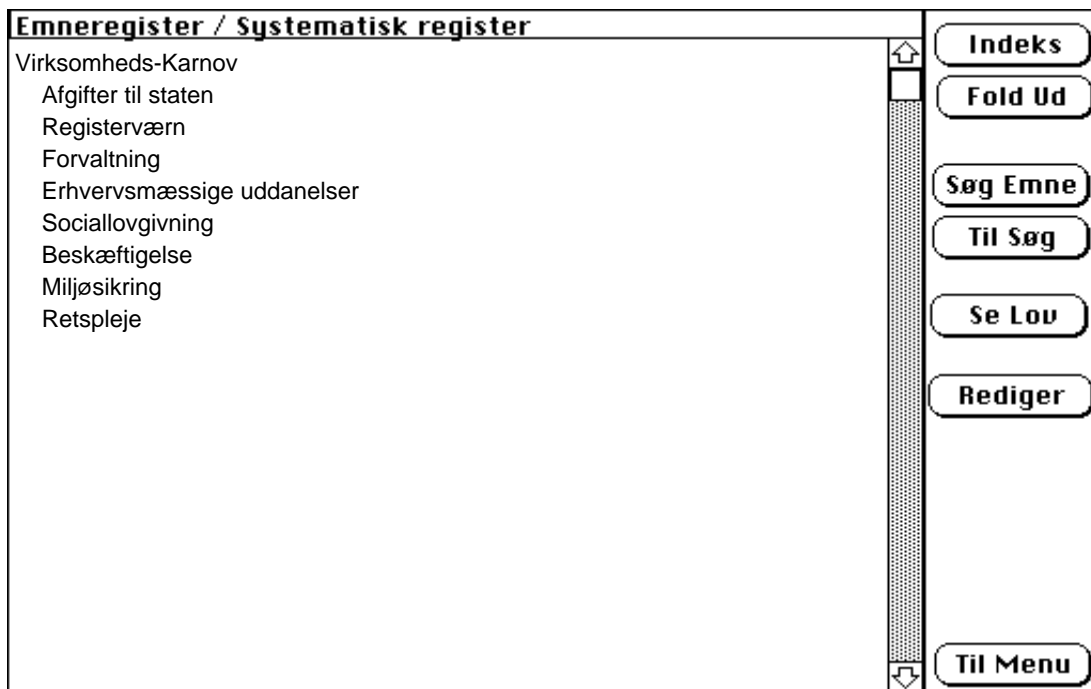 Emneregister / Systematisk register
Virksomheds-Karnov
Afgifter til staten
Registerværn
Forvaltning
Erhvervsmæssige uddanelser
Sociallovgivning
Beskæftigelse
Miljøsikring
Retspleje
Indeks
Fold Ud
Søg Emne
Til Søg
Se Lov
Rediger
Til Menu